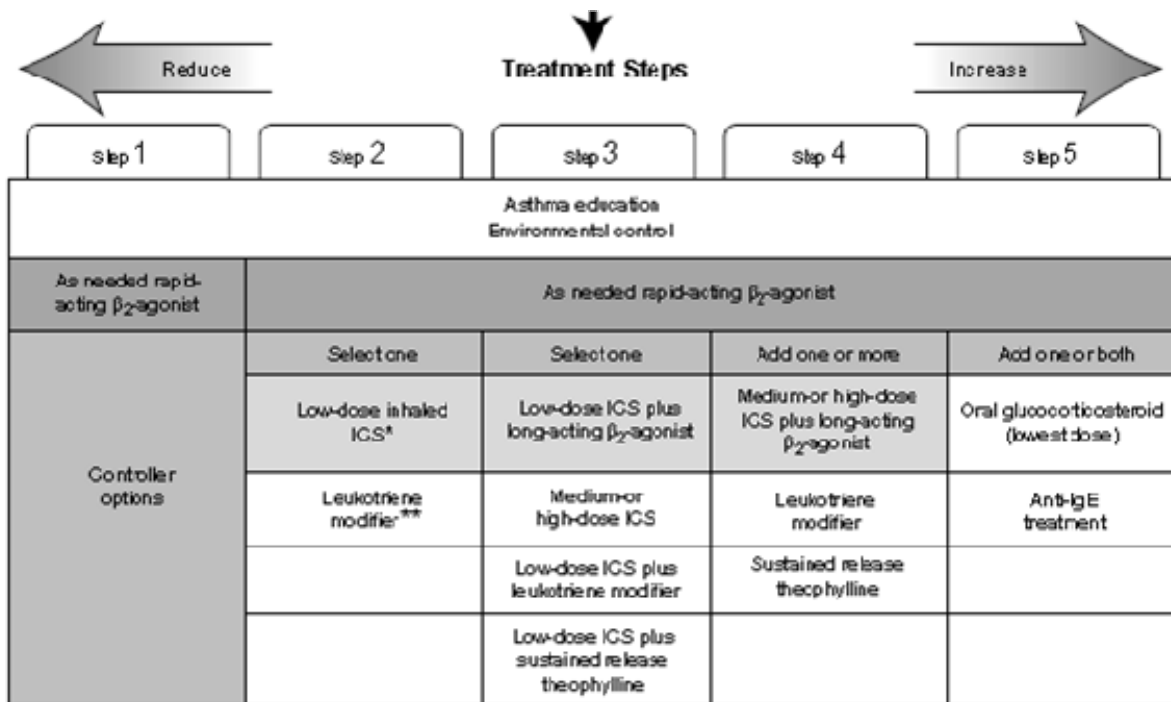 Reduce
Treatment Steps
Increase
Step 1
Step 2
Step 3
Step 4
Step 5
Asthma education
Environmental control
As needed rapid-
acting β₂-agonist
As needed rapid-acting β₂-agonist
Controller
options
Select one
Select one
Add one or more
Add one or both
Low-dose inhaled
ICS*
Low-dose ICS plus
long-acting β₂-agonist
Medium-or high-dose
ICS plus long-acting
β₂-agonist
Oral glucocorticosteroid
(lowest dose)
Leukotriene
modifier**
Medium-or
high-dose ICS
Leukotriene
modifier
Anti-IgE
treatment
Low-dose ICS plus
leukotriene modifier
Sustained release
theophylline
Low-dose ICS plus
sustained release
theophylline